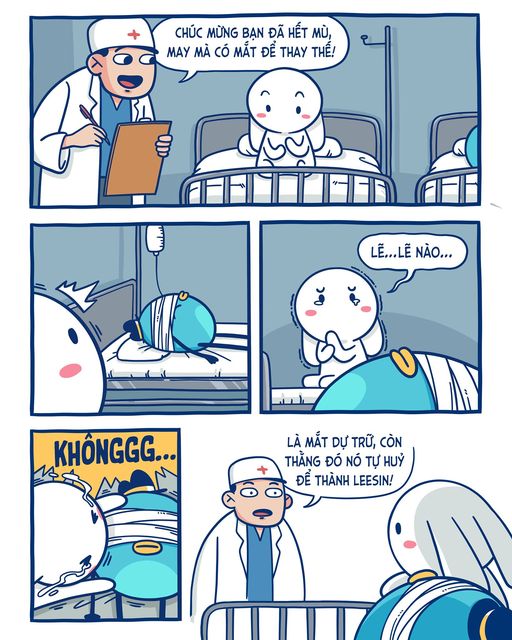 CHÚC MỪNG BẠN ĐÃ HẾT MÙ,
MAY MÀ CÓ MẮT ĐỂ THAY THẾ!
LẼ...LẼ NÀO...
KHÔNGGG...
LÀ MẮT DỰ TRỮ, CÒN
THẰNG ĐÓ NÓ TỰ HUỶ
ĐỂ THÀNH LEESIN!